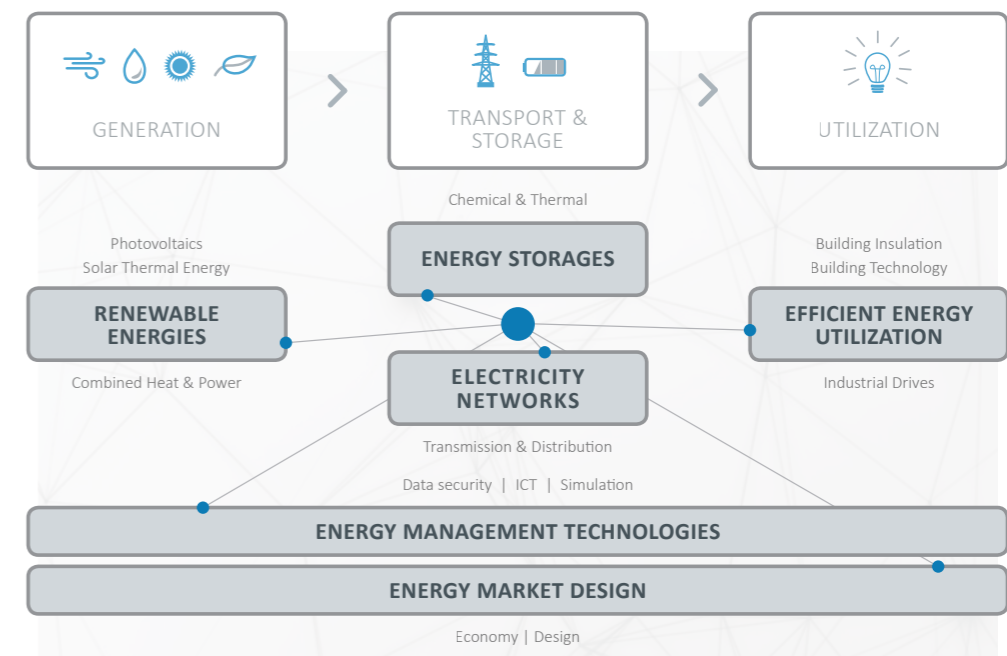 GENERATION
TRANSPORT &
STORAGE
UTILIZATION
Chemical & Thermal
ENERGY STORAGES
Photovoltaics
Solar Thermal Energy
RENEWABLE
ENERGIES
Combined Heat & Power
Building Insulation
Building Technology
EFFICIENT ENERGY
UTILIZATION
Industrial Drives
ELECTRICITY
NETWORKS
Transmission & Distribution
Data security | ICT | Simulation
ENERGY MANAGEMENT TECHNOLOGIES
ENERGY MARKET DESIGN
Economy | Design